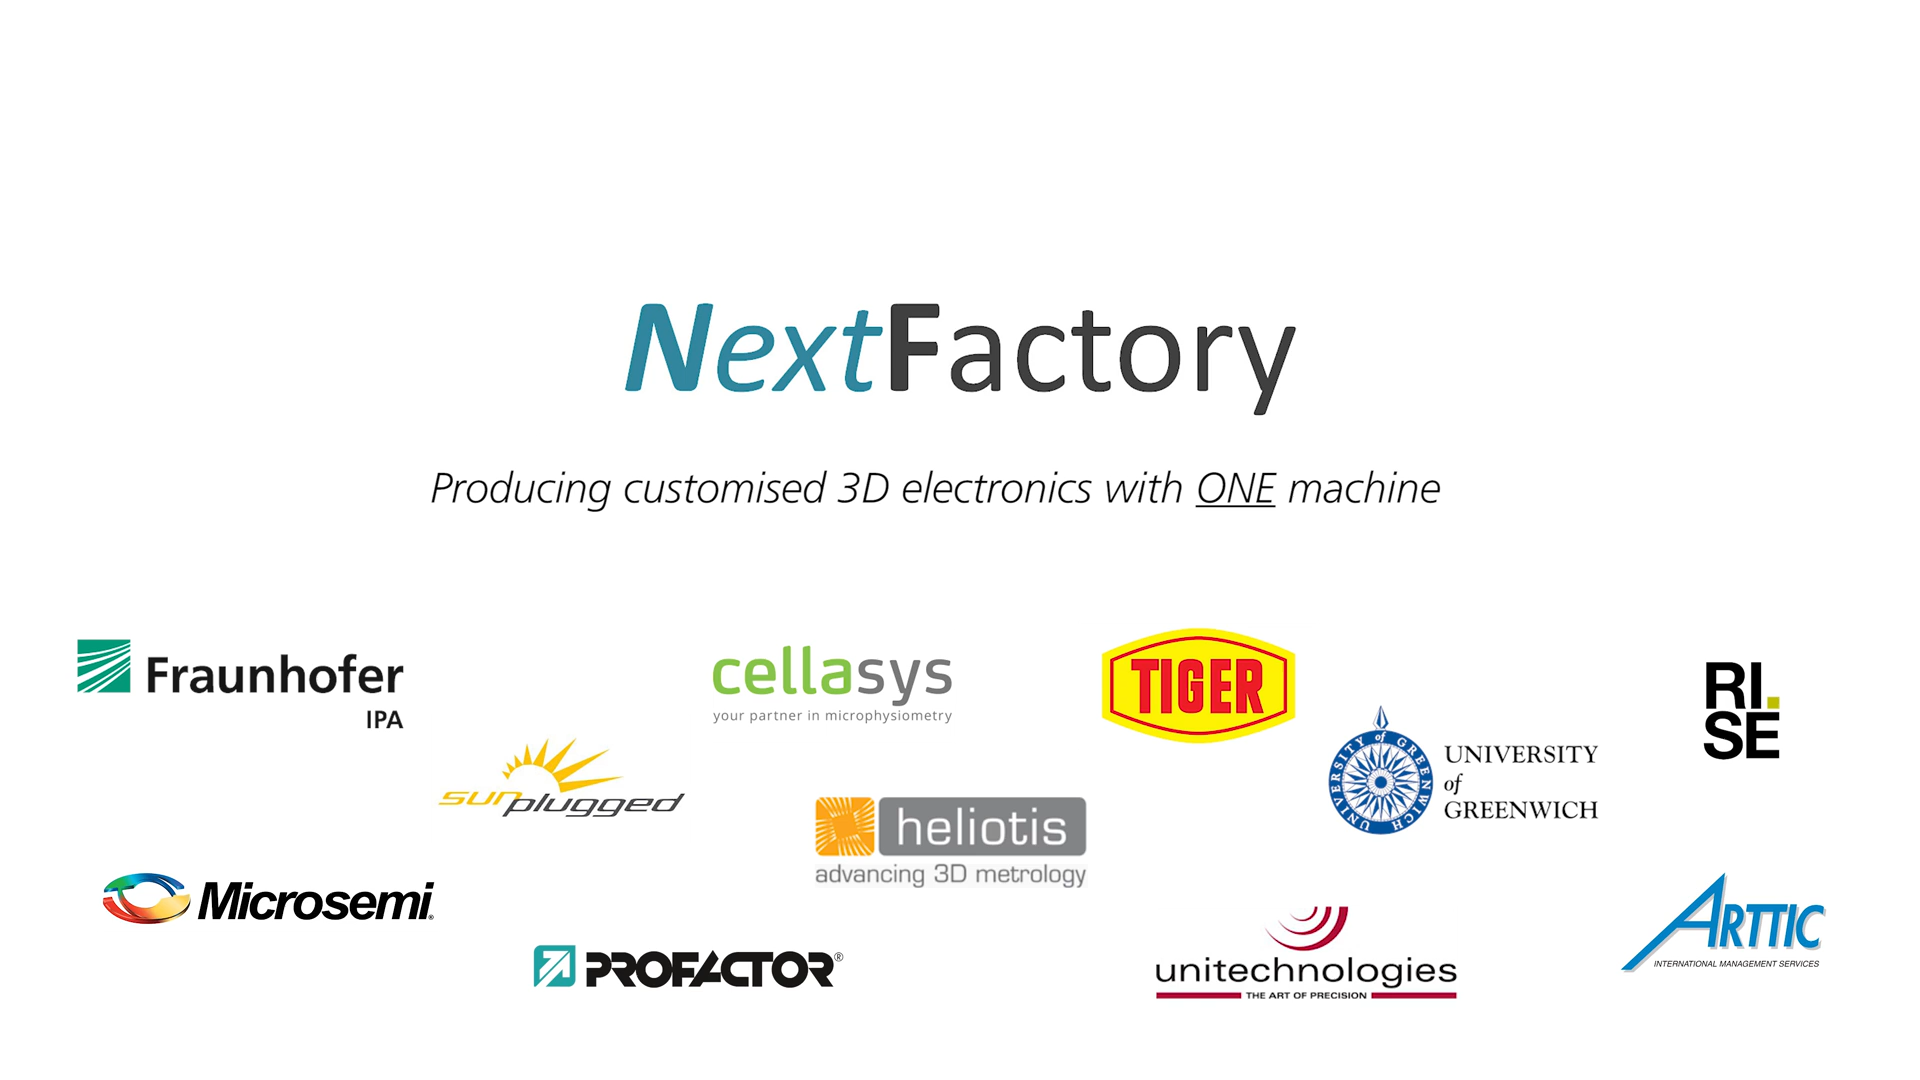 NextFactory
Producing customised 3D electronics with ONE machine
Fraunhofer
IPA
cellasys
your partner in microphysiometry
TIGER
RI.
SE
sunplugged
heliotis
advancing 3D metrology
UNIVERSITY of GREENWICH
UNIVERSITY
of
GREENWICH
Microsemi®
PROFACTOR®
unitechnologies
THE ART OF PRECISION
ARTTIC
INTERNATIONAL MANAGEMENT SERVICES